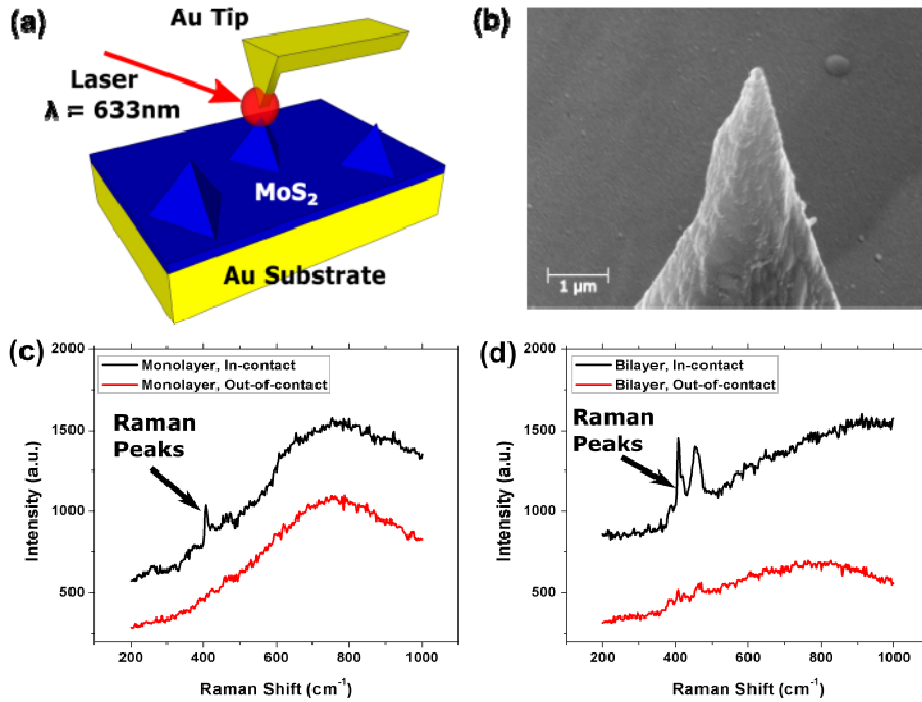 (a)
Au Tip
Laser
λ = 633nm
MoS₂
Au Substrate
(b)
1 µm
(c)
2000
1500
1000
500
Intensity (a.u.)
Monolayer, In-contact
Monolayer, Out-of-contact
Raman
Peaks
200 400 600 800 1000
Raman Shift (cm⁻¹)
(d)
2000
1500
1000
500
Intensity (a.u.)
Bilayer, In-contact
Bilayer, Out-of-contact
Raman
Peaks
200 400 600 800 1000
Raman Shift (cm⁻¹)